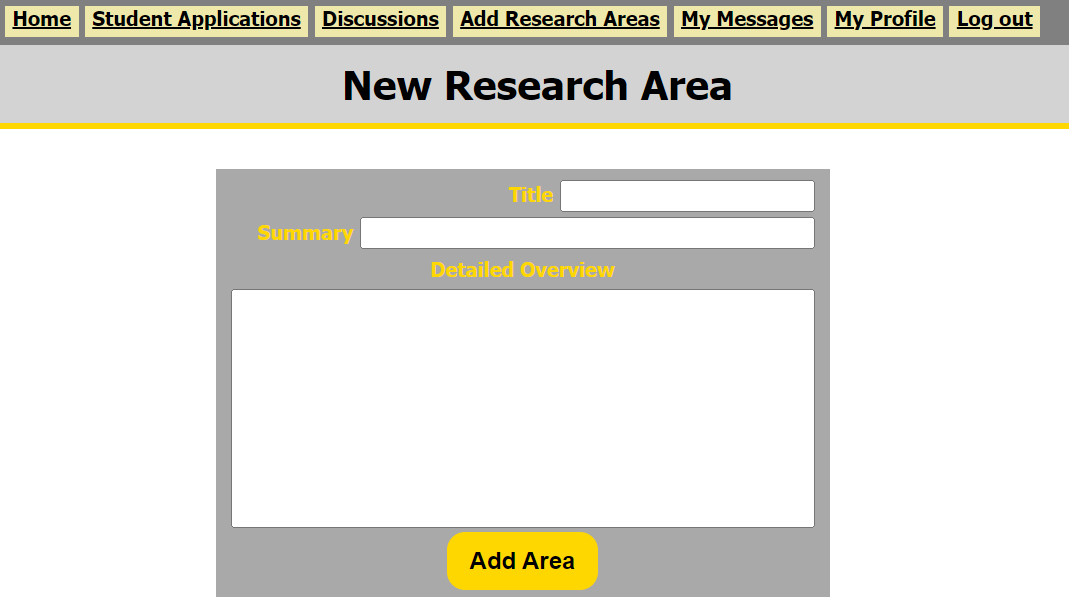 Home Student Applications Discussions Add Research Areas My Messages My Profile Log out
New Research Area
Title
Summary
Detailed Overview
Add Area